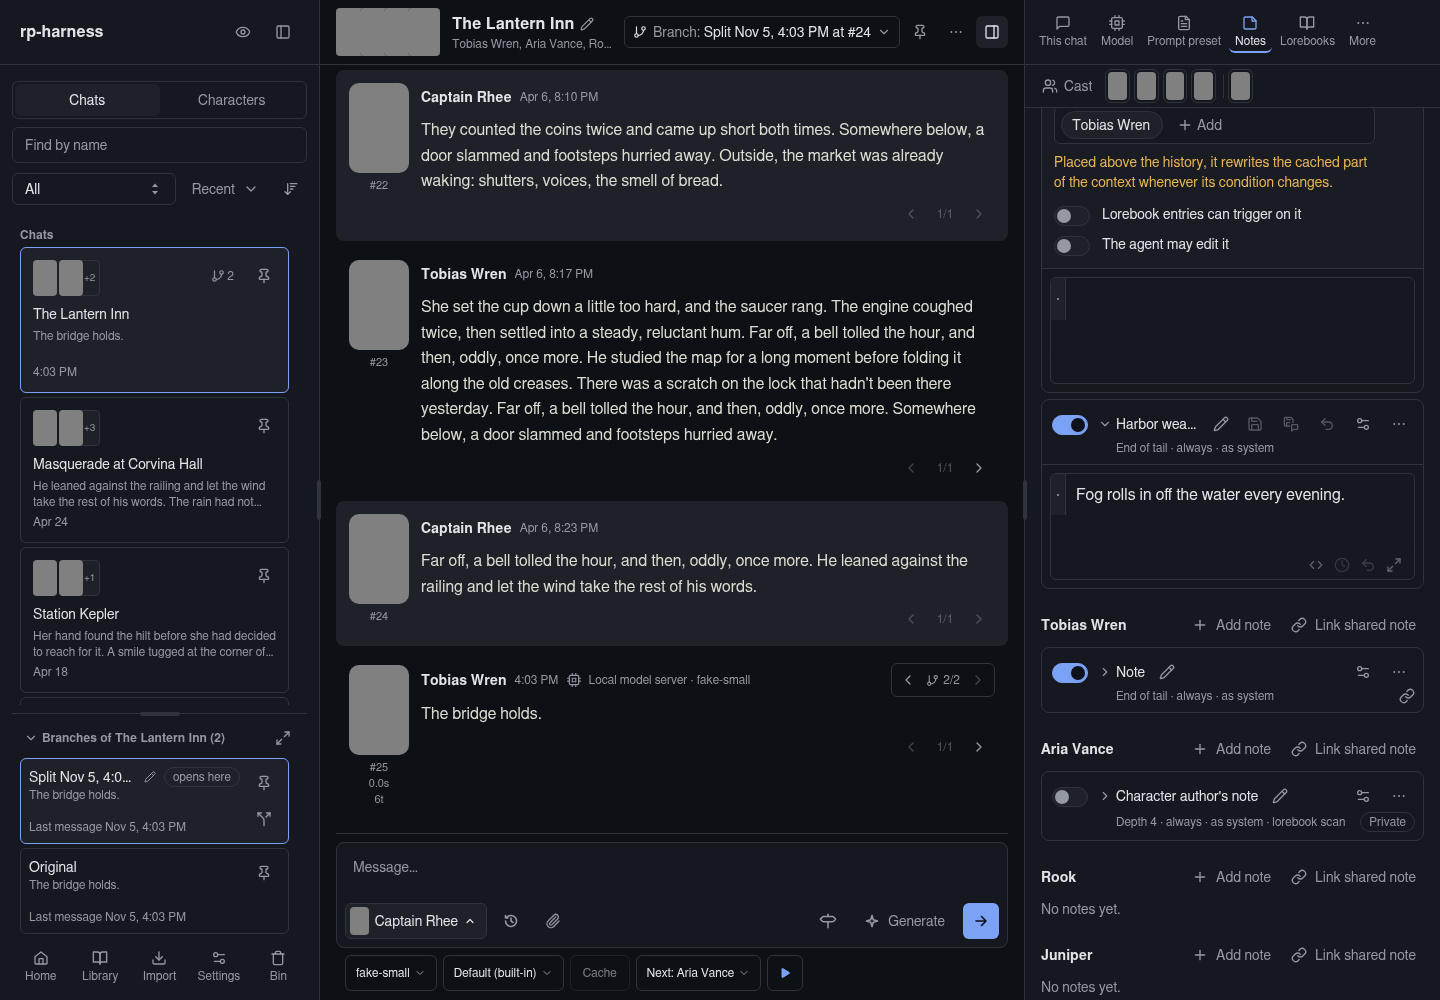 rp-harness
Chats
Characters
Find by name
All
Recent
Chats
+2
2
The Lantern Inn
The bridge holds.
4:03 PM
+3
Masquerade at Corvina Hall
He leaned against the railing and let the wind
take the rest of his words. The rain had not…
Apr 24
+1
Station Kepler
Her hand found the hilt before she had decided
to reach for it. A smile tugged at the corner of…
Apr 18
Branches of The Lantern Inn (2)
Split Nov 5, 4:0…
opens here
The bridge holds.
Last message Nov 5, 4:03 PM
Original
The bridge holds.
Last message Nov 5, 4:03 PM
Home
Library
Import
Settings
Bin
The Lantern Inn
Tobias Wren, Aria Vance, Ro…
Branch: Split Nov 5, 4:03 PM at #24
Captain Rhee Apr 6, 8:10 PM
They counted the coins twice and came up short both times. Somewhere below, a
door slammed and footsteps hurried away. Outside, the market was already
waking: shutters, voices, the smell of bread.
#22
1/1
Tobias Wren Apr 6, 8:17 PM
She set the cup down a little too hard, and the saucer rang. The engine coughed
twice, then settled into a steady, reluctant hum. Far off, a bell tolled the hour, and
then, oddly, once more. He studied the map for a long moment before folding it
along the old creases. There was a scratch on the lock that hadn't been there
yesterday. Far off, a bell tolled the hour, and then, oddly, once more. Somewhere
below, a door slammed and footsteps hurried away.
#23
1/1
Captain Rhee Apr 6, 8:23 PM
Far off, a bell tolled the hour, and then, oddly, once more. He leaned against the
railing and let the wind take the rest of his words.
#24
1/1
Tobias Wren 4:03 PM Local model server · fake-small
2/2
The bridge holds.
1/1
#25
0.0s
6t
Message…
Captain Rhee
Generate
fake-small
Default (built-in)
Cache
Next: Aria Vance
This chat
Model
Prompt preset
Notes
Lorebooks
More
Cast
Tobias Wren
Add
Placed above the history, it rewrites the cached part
of the context whenever its condition changes.
Lorebook entries can trigger on it
The agent may edit it
Harbor wea…
End of tail · always · as system
Fog rolls in off the water every evening.
Tobias Wren
Add note
Link shared note
Note
End of tail · always · as system
Aria Vance
Add note
Link shared note
Character author's note
Depth 4 · always · as system · lorebook scan
Private
Rook
Add note
Link shared note
No notes yet.
Juniper
Add note
Link shared note
No notes yet.